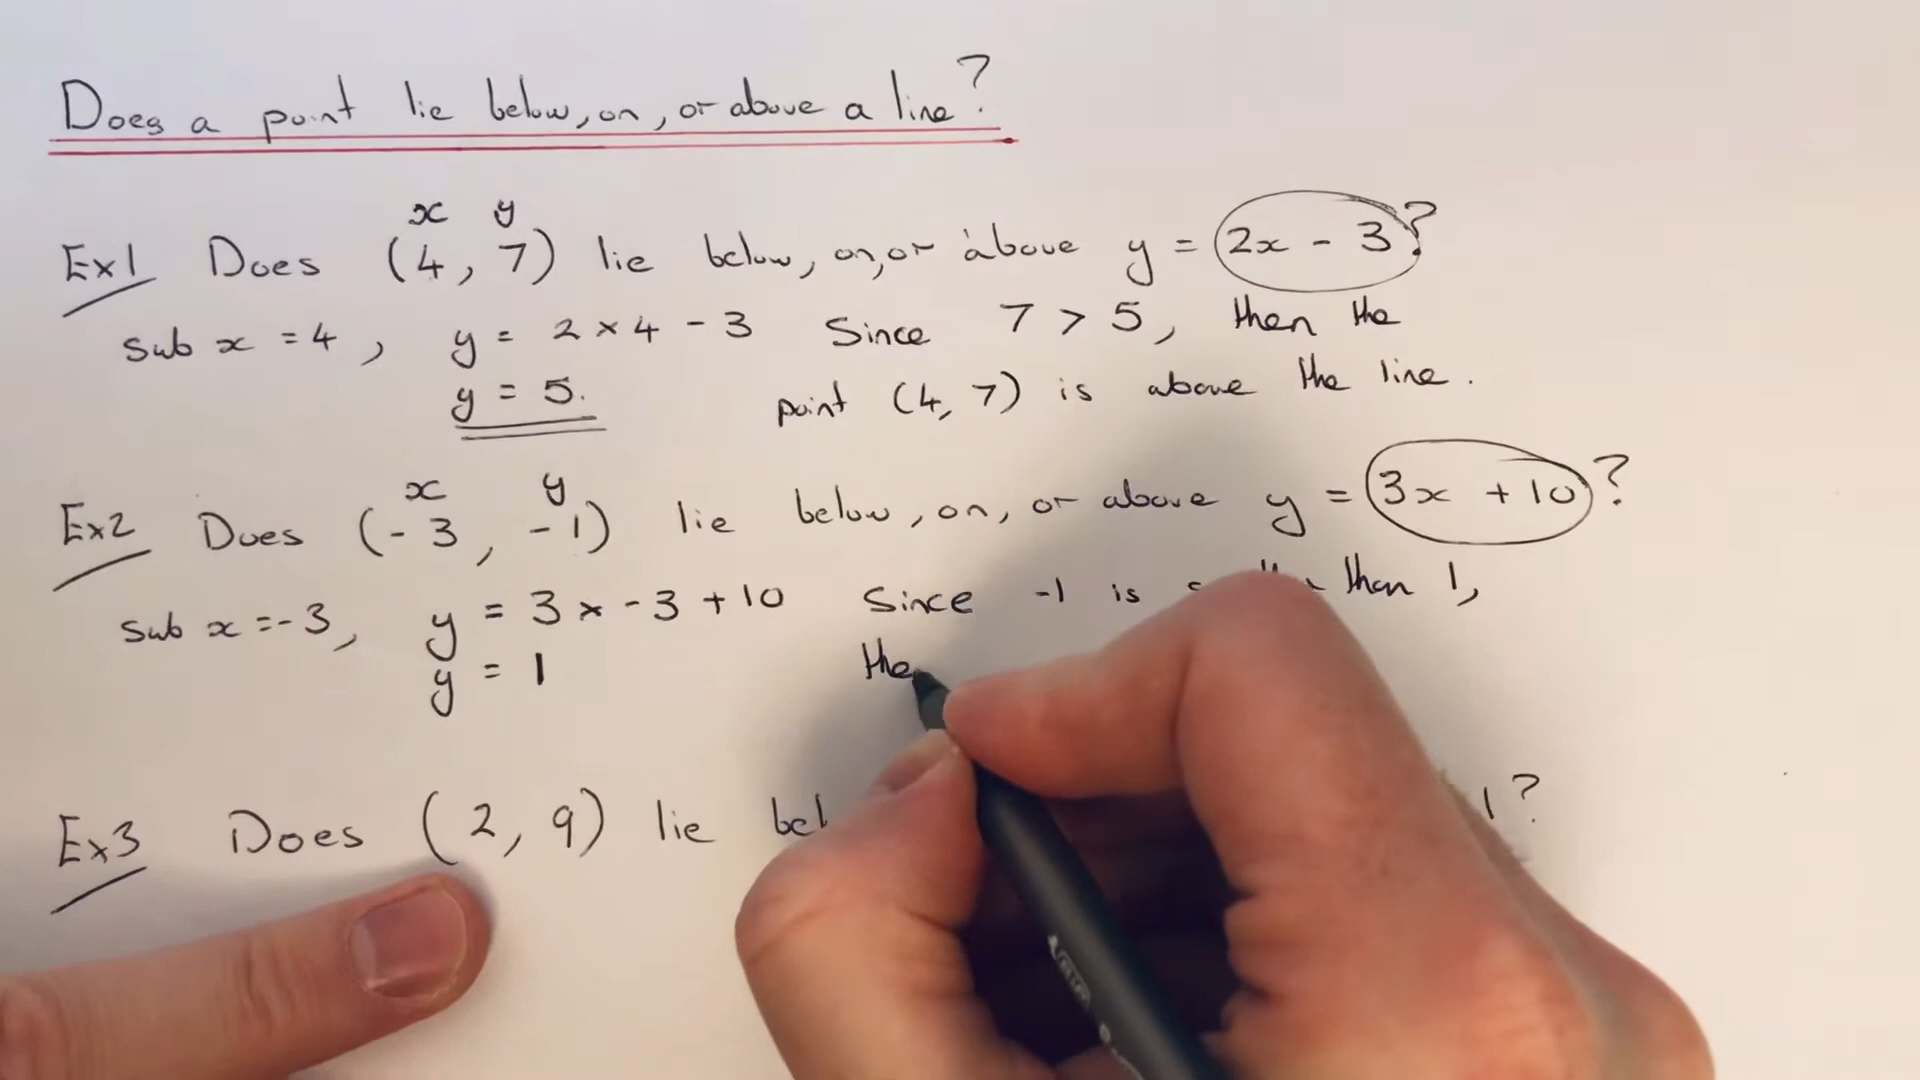 Does a point lie below, on, or above a line?
x y
Ex1 Does (4, 7) lie below, on, or above y = 2x - 3?
Sub x = 4, y = 2 × 4 - 3 Since 7 > 5, then the
y = 5. point (4, 7) is above the line.
x y
Ex2 Does (-3, -1) lie below, on, or above y = 3x + 10?
Sub x = -3, y = 3 × -3 + 10 Since -1 is than 1,
y = 1 the
Ex3 Does (2, 9) lie bel 1?